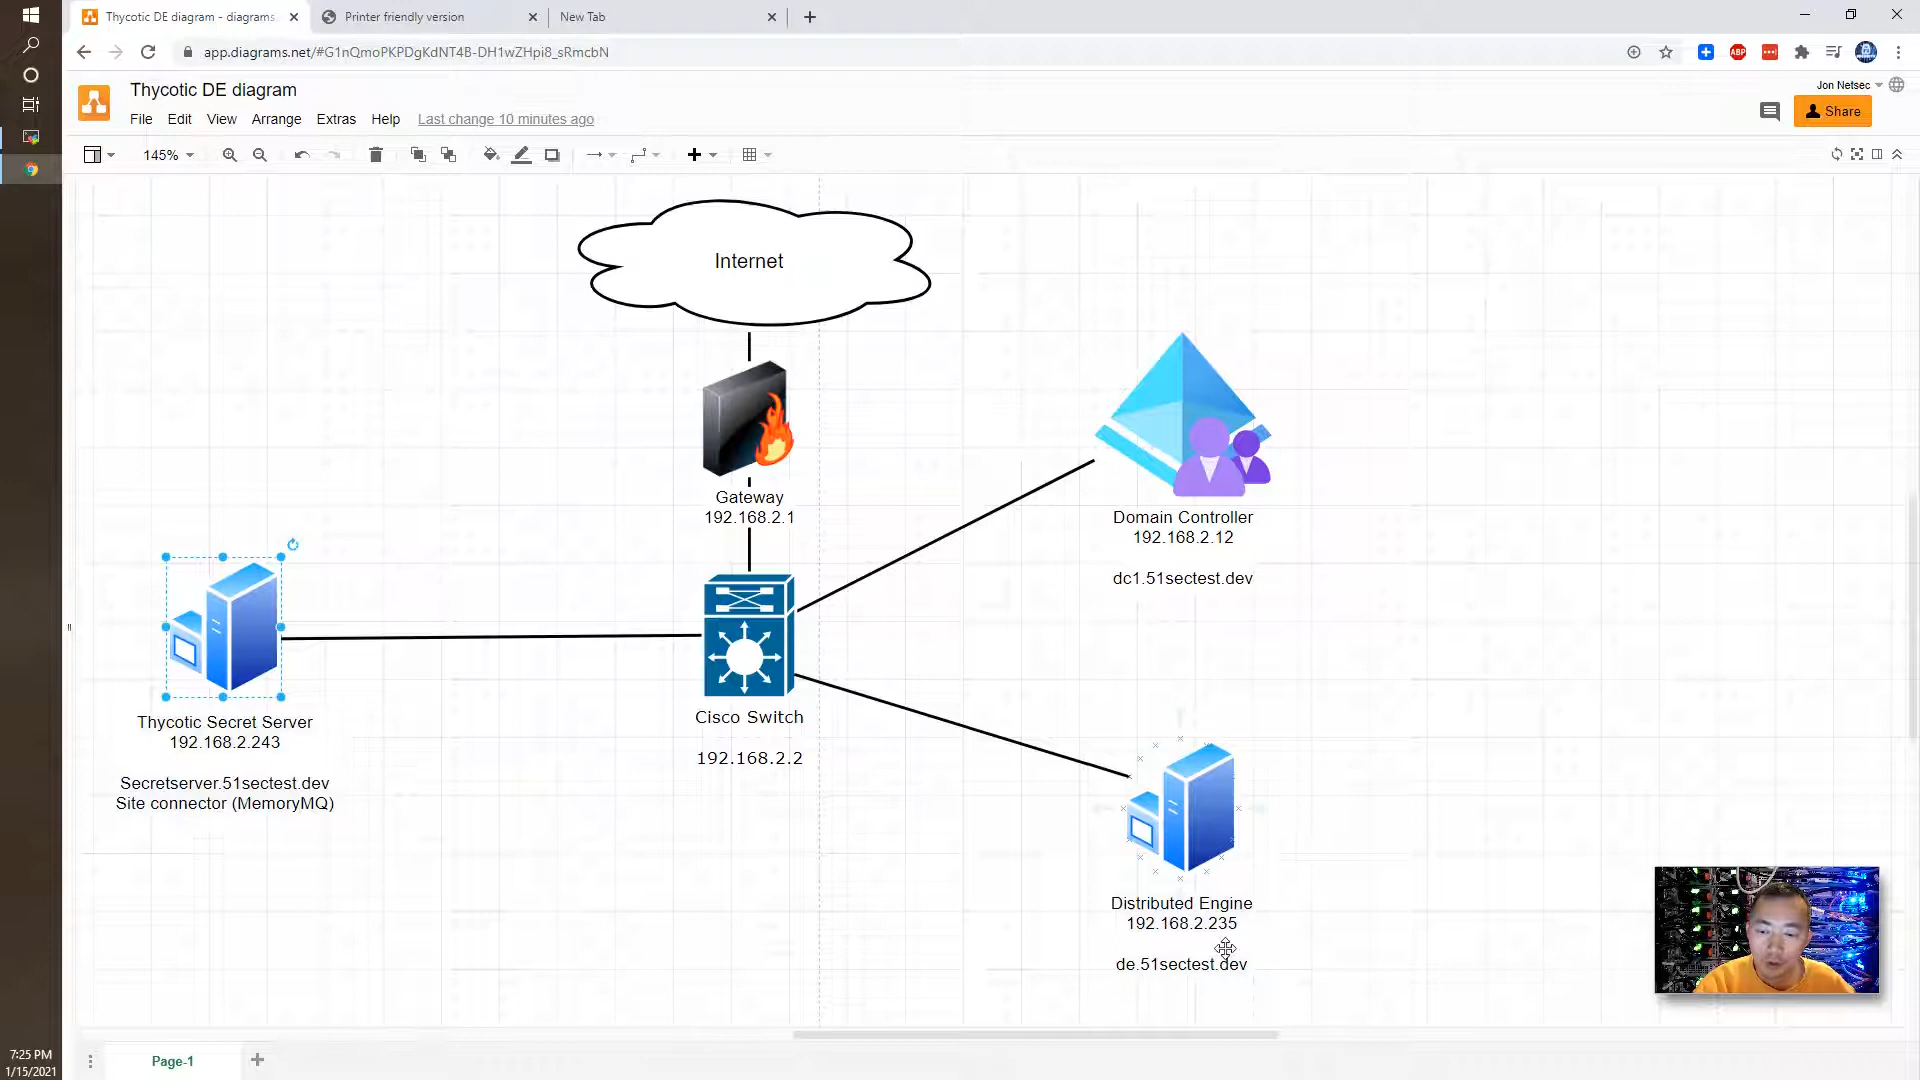 Thycotic DE diagram - diagrams
Printer friendly version
New Tab
app.diagrams.net/#G1nQmoPKPDgKdNT4B-DH1wZHpi8_sRmcbN
ABP
Thycotic DE diagram
Jon Netsec
File Edit View Arrange Extras Help Last change 10 minutes ago
Share
145%
Internet
Gateway
192.168.2.1
Domain Controller
192.168.2.12
dc1.51sectest.dev
Thycotic Secret Server
192.168.2.243
Secretserver.51sectest.dev
Site connector (MemoryMQ)
Cisco Switch
192.168.2.2
Distributed Engine
192.168.2.235
de.51sectest.dev
Page-1
7:25 PM
1/15/2021